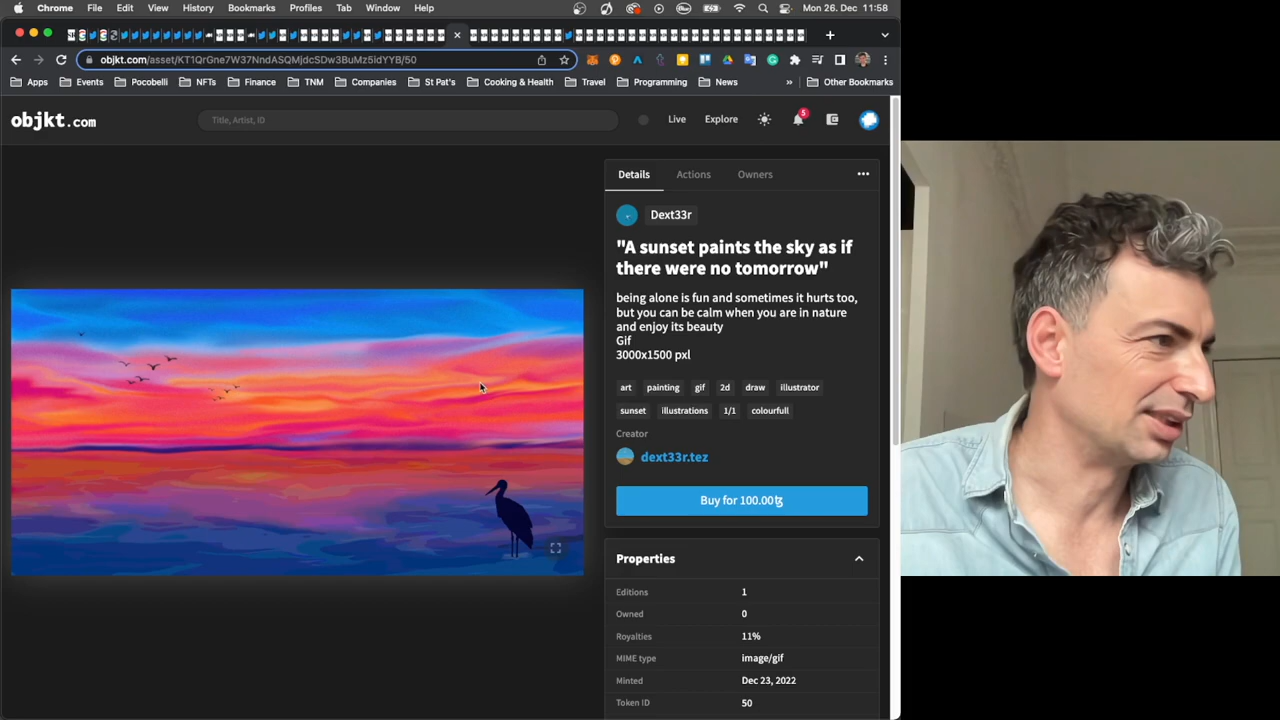 Chrome File Edit View History Bookmarks Profiles Tab Window Help Mon 26. Dec 11:58
objkt.com/asset/KT1QrGne7W37NndASQMjdcSDw3BuMz5idYYB/50
Apps Events Pocobelli NFTs Finance TNM Companies St Pat's Cooking & Health Travel Programming News » Other Bookmarks
objkt.com Title, Artist, ID Live Explore 5
Details Actions Owners
Dext33r
"A sunset paints the sky as if
there were no tomorrow"
being alone is fun and sometimes it hurts too,
but you can be calm when you are in nature
and enjoy its beauty
Gif
3000x1500 pxl
art painting gif 2d draw illustrator
sunset illustrations 1/1 colourfull
Creator
dext33r.tez
Buy for 100.00ꜩ
Properties
Editions 1
Owned 0
Royalties 11%
MIME type image/gif
Minted Dec 23, 2022
Token ID 50